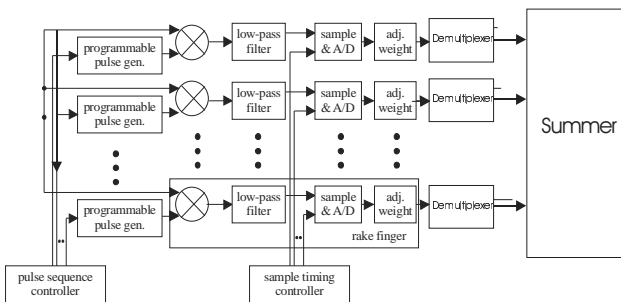 programmable pulse gen.
low-pass filter
sample & A/D
adj. weight
Demultiplexer
programmable pulse gen.
low-pass filter
sample & A/D
adj. weight
Demultiplexer
Summer
programmable pulse gen.
low-pass filter
sample & A/D
adj. weight
Demultiplexer
rake finger
pulse sequence controller
sample timing controller